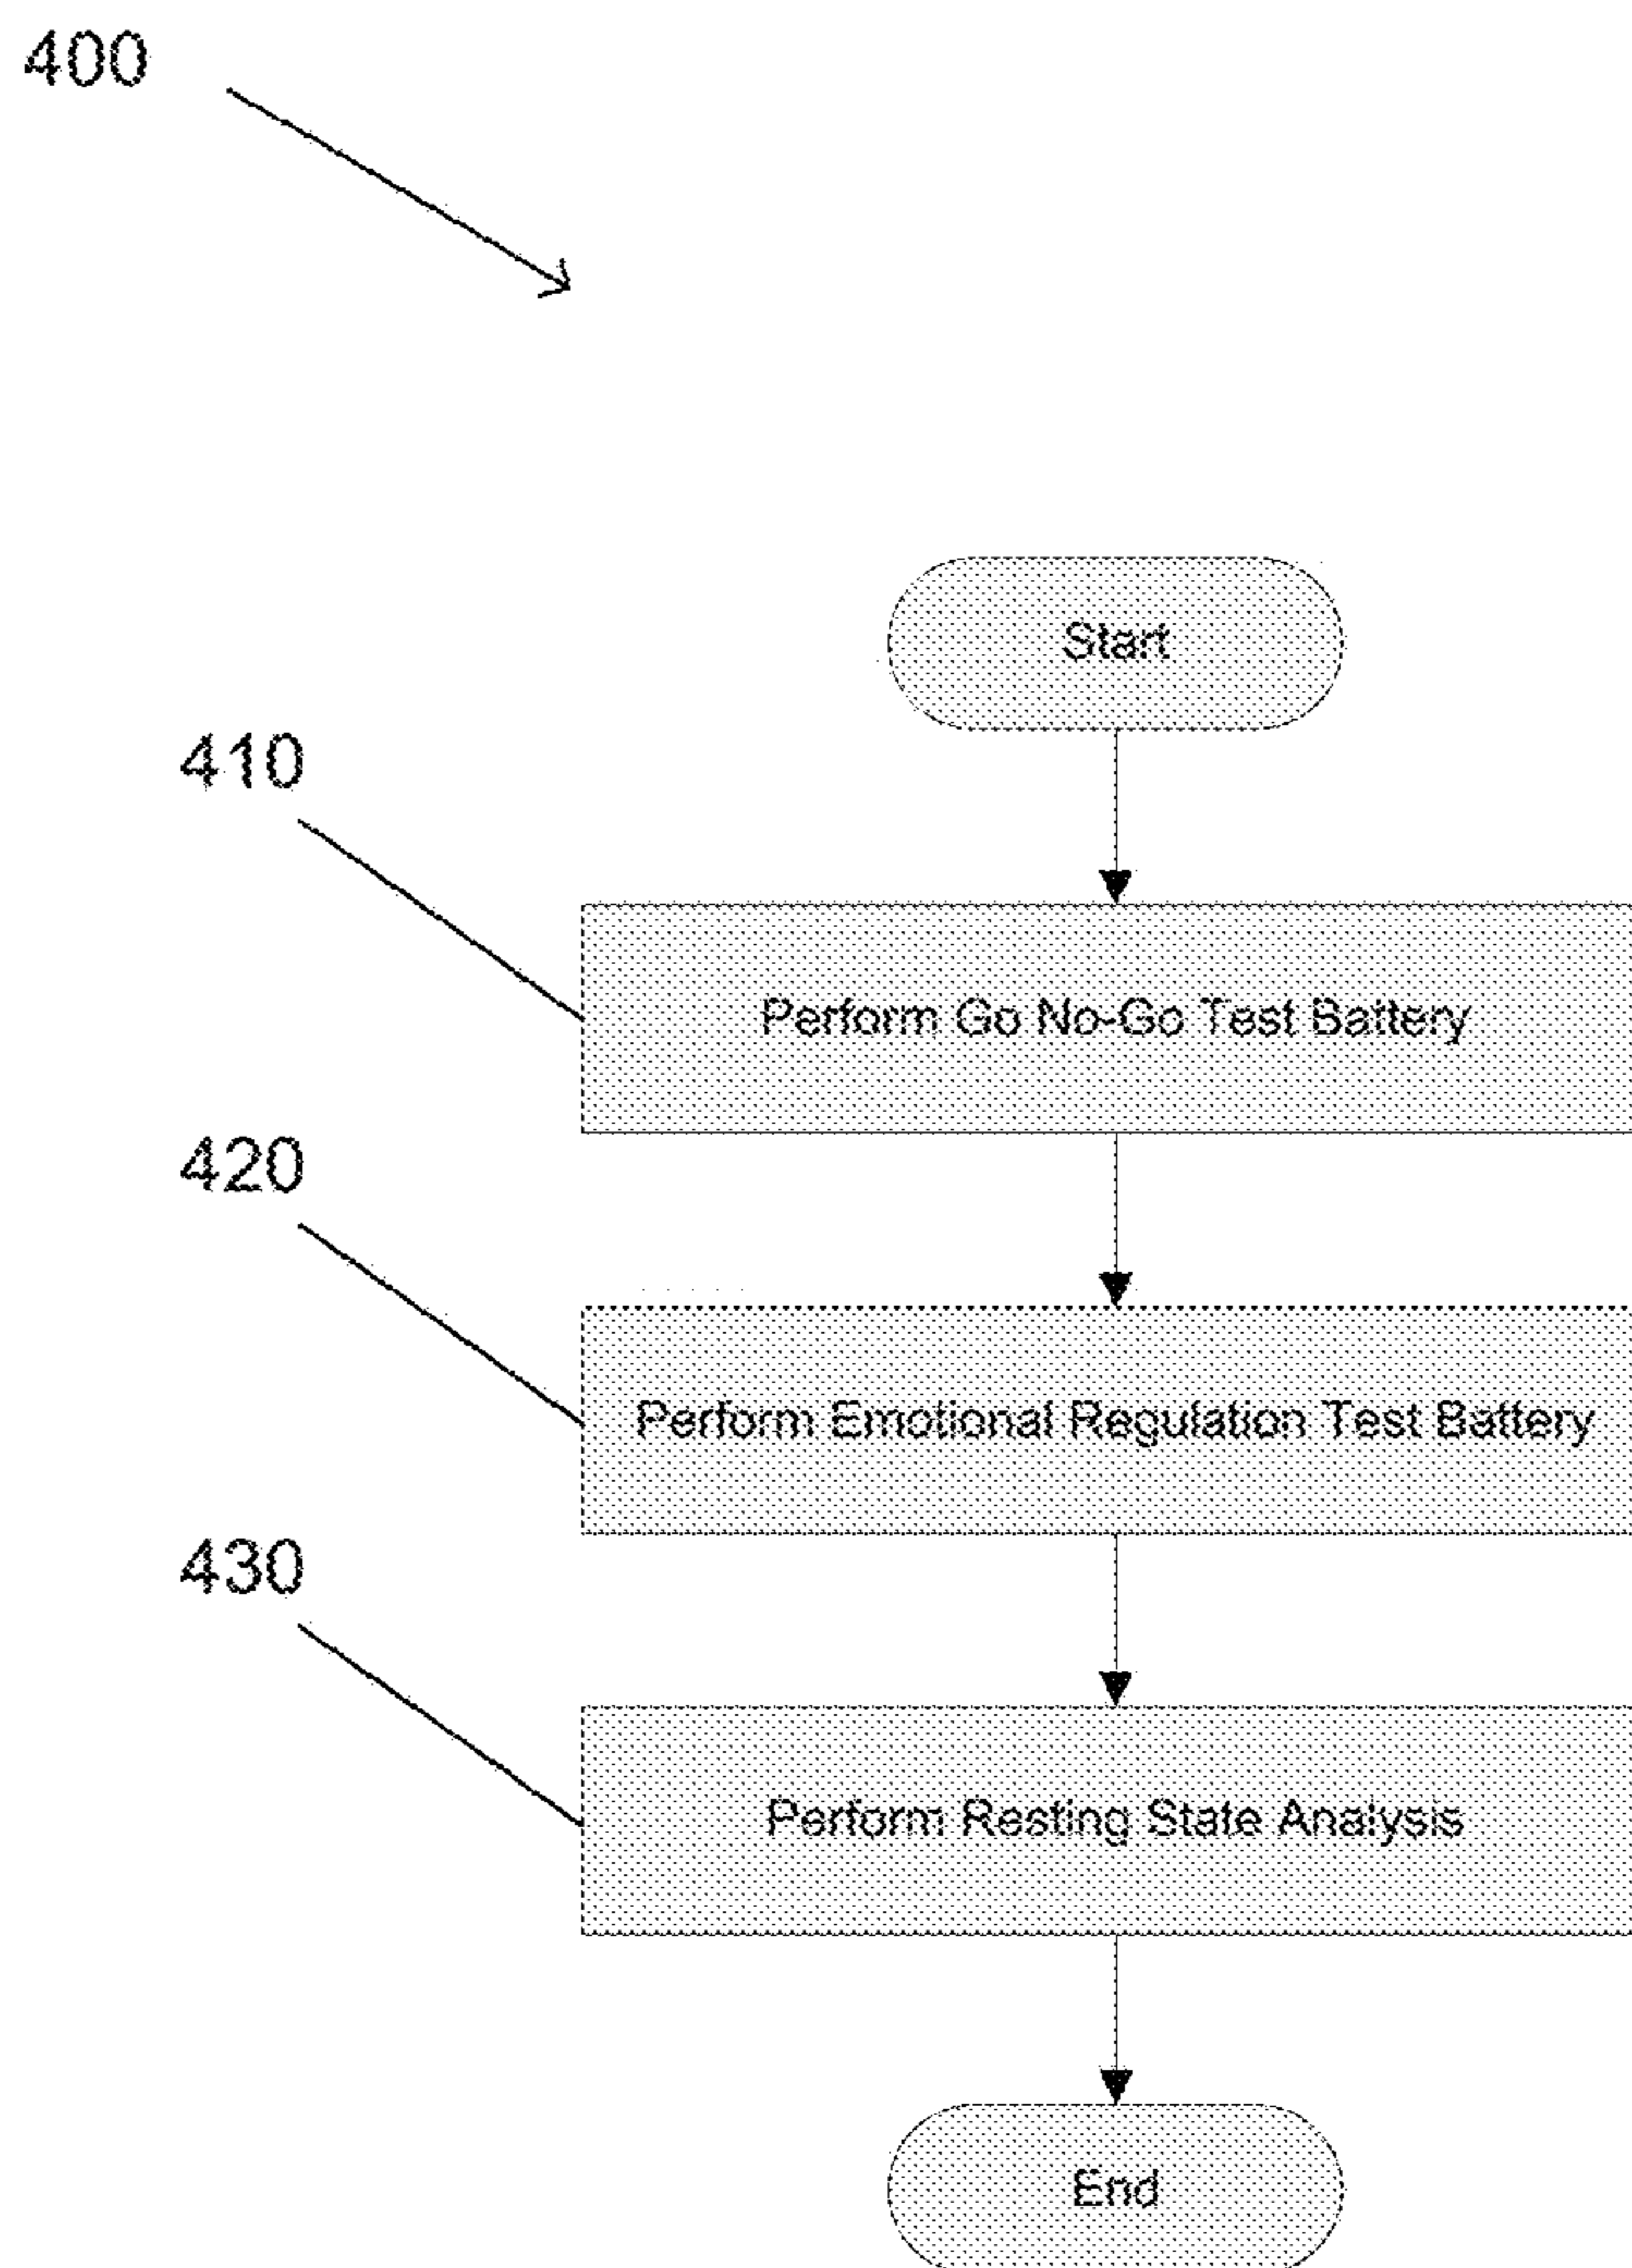 400
Start
410
Perform Go No-Go Test Battery
420
Perform Emotional Regulation Test Battery
430
Perform Resting State Analysis
End